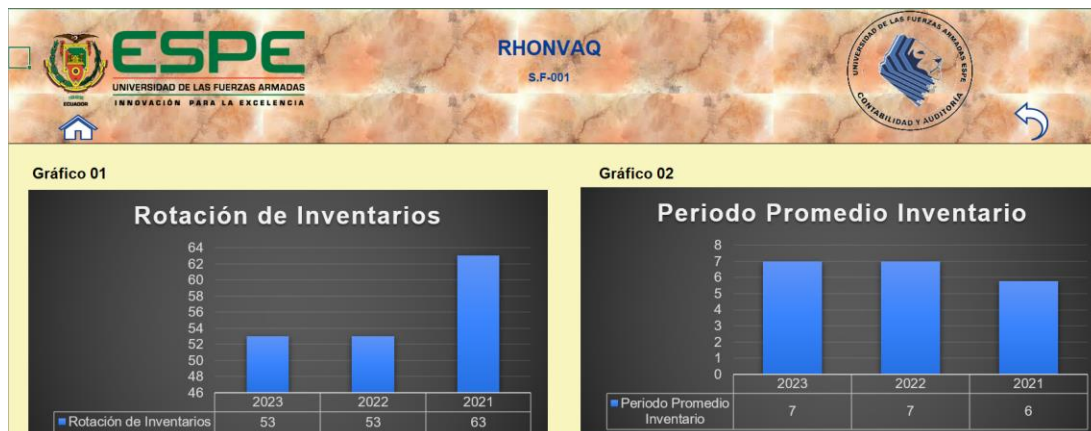 ESPE
UNIVERSIDAD DE LAS FUERZAS ARMADAS
INNOVACIÓN PARA LA EXCELENCIA
ECUADOR
RHONVAQ
S.F-001
UNIVERSIDAD DE LAS FUERZAS ARMADAS ESPE
CONTABILIDAD Y AUDITORÍA
Gráfico 01
Rotación de Inventarios
64
62
60
58
56
54
52
50
48
46
2023 2022 2021
Rotación de Inventarios 53 53 63
Gráfico 02
Periodo Promedio Inventario
8
7
6
5
4
3
2
1
0
2023 2022 2021
Periodo Promedio
Inventario
7 7 6